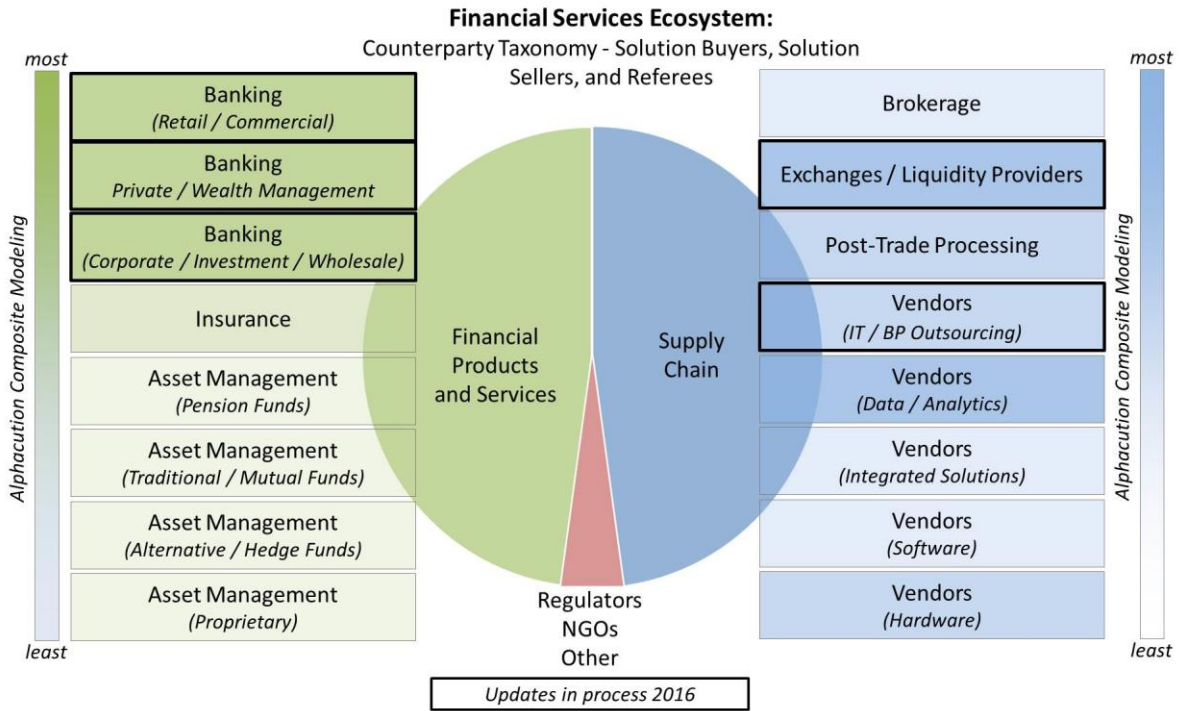 Financial Services Ecosystem:
Counterparty Taxonomy - Solution Buyers, Solution
Sellers, and Referees
most
Alphacution Composite Modeling
least
Banking
(Retail / Commercial)
Banking
Private / Wealth Management
Banking
(Corporate / Investment / Wholesale)
Insurance
Asset Management
(Pension Funds)
Asset Management
(Traditional / Mutual Funds)
Asset Management
(Alternative / Hedge Funds)
Asset Management
(Proprietary)
Financial
Products
and Services
Supply
Chain
Regulators
NGOs
Other
Updates in process 2016
Brokerage
Exchanges / Liquidity Providers
Post-Trade Processing
Vendors
(IT / BP Outsourcing)
Vendors
(Data / Analytics)
Vendors
(Integrated Solutions)
Vendors
(Software)
Vendors
(Hardware)
most
Alphacution Composite Modeling
least